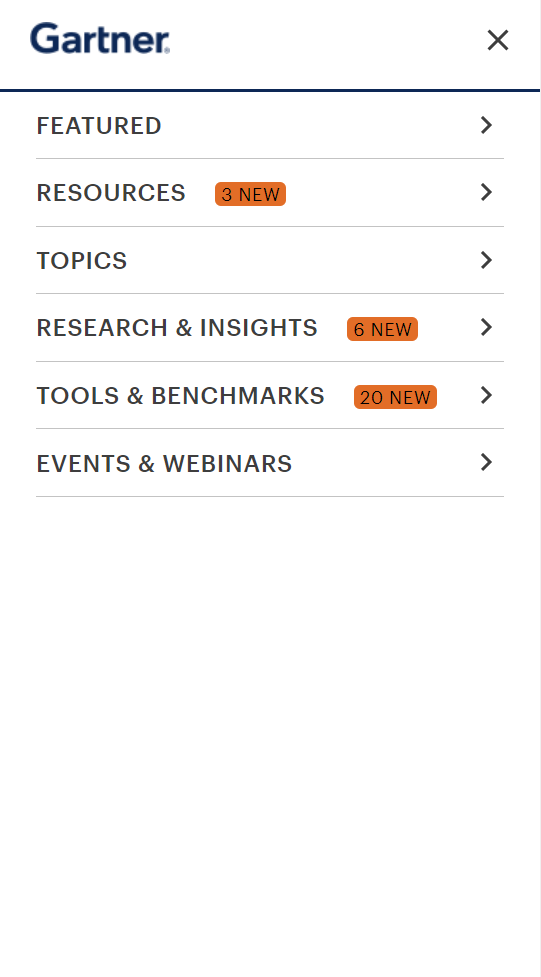 Gartner®
FEATURED
RESOURCES 3 NEW
TOPICS
RESEARCH & INSIGHTS 6 NEW
TOOLS & BENCHMARKS 20 NEW
EVENTS & WEBINARS